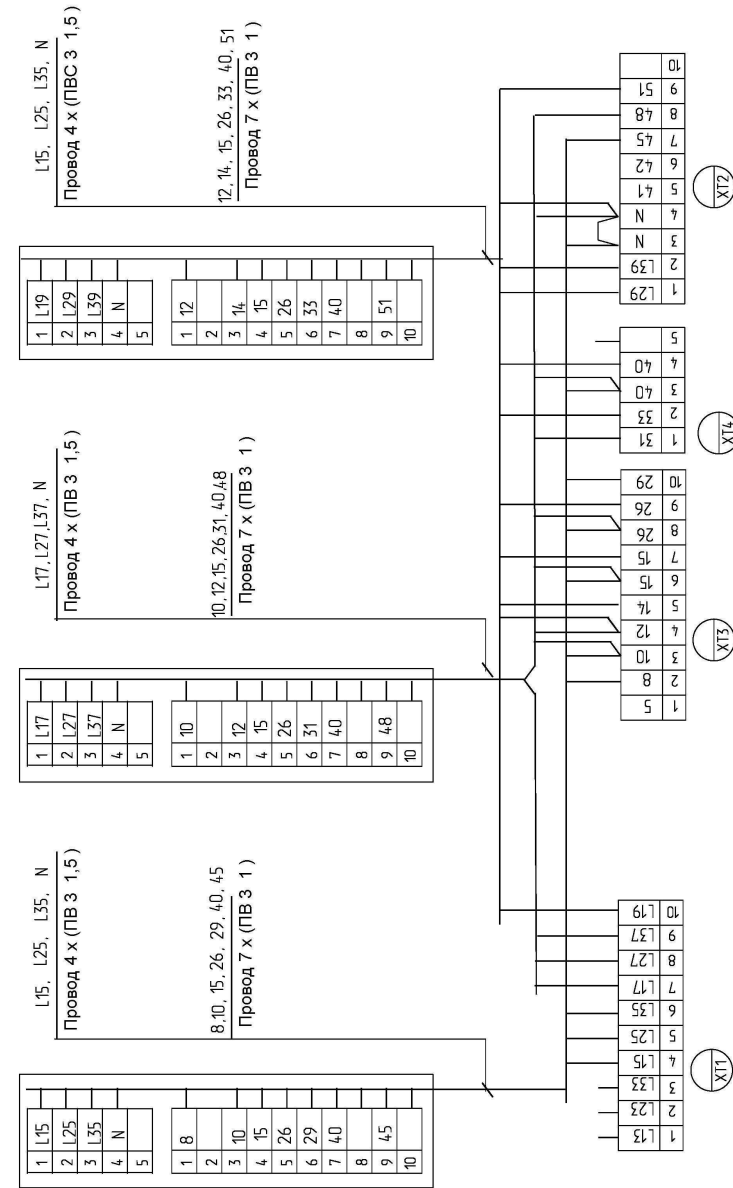 L15, L25, L35, N
Провод 4 x (ПВ 3 1,5 )
8,10, 15, 26, 29, 40, 45
Провод 7 x (ПВ 3 1 )
1 L15
2 L25
3 L35
4 N
5
1 8
2
3 10
4 15
5 26
6 29
7 40
8
9 45
10
L17, L27, L37, N
Провод 4 x (ПВ 3 1,5 )
10,12,15, 26,31, 40,48
Провод 7 x (ПВ 3 1 )
1 L17
2 L27
3 L37
4 N
5
1 10
2
3 12
4 15
5 26
6 31
7 40
8
9 48
10
L15, L25, L35, N
Провод 4 x (ПВС 3 1,5 )
12, 14, 15, 26, 33, 40, 51
Провод 7 x (ПВ 3 1 )
1 L19
2 L29
3 L39
4 N
5
1 12
2
3 14
4 15
5 26
6 33
7 40
8
9 51
10
XT1
1 L13
2 L23
3 L33
4 L15
5 L25
6 L35
7 L17
8 L27
9 L37
10 L19
XT3
1 5
2 8
3 10
4 12
5 14
6 15
7 15
8 26
9 26
10 29
XT4
1 31
2 33
3 40
4 40
5
XT2
1 L29
2 L39
3 N
4 N
5 41
6 42
7 45
8 48
9 51
10